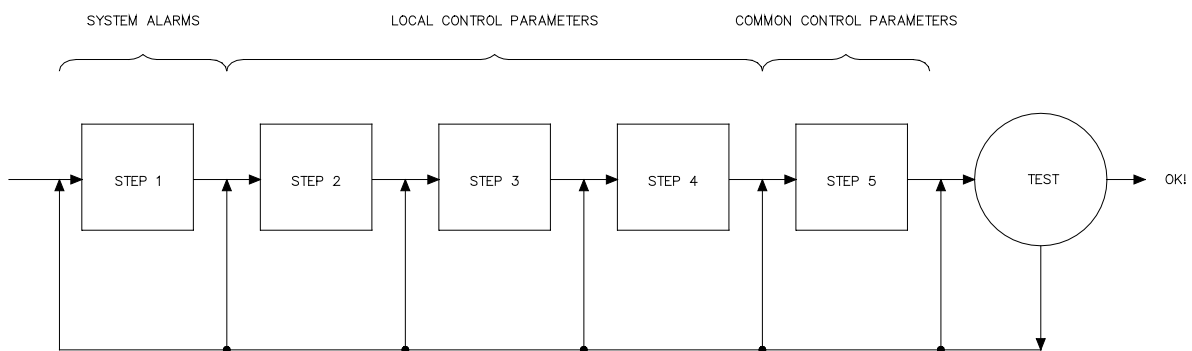 SYSTEM ALARMS
LOCAL CONTROL PARAMETERS
COMMON CONTROL PARAMETERS
STEP 1
STEP 2
STEP 3
STEP 4
STEP 5
TEST
OK!